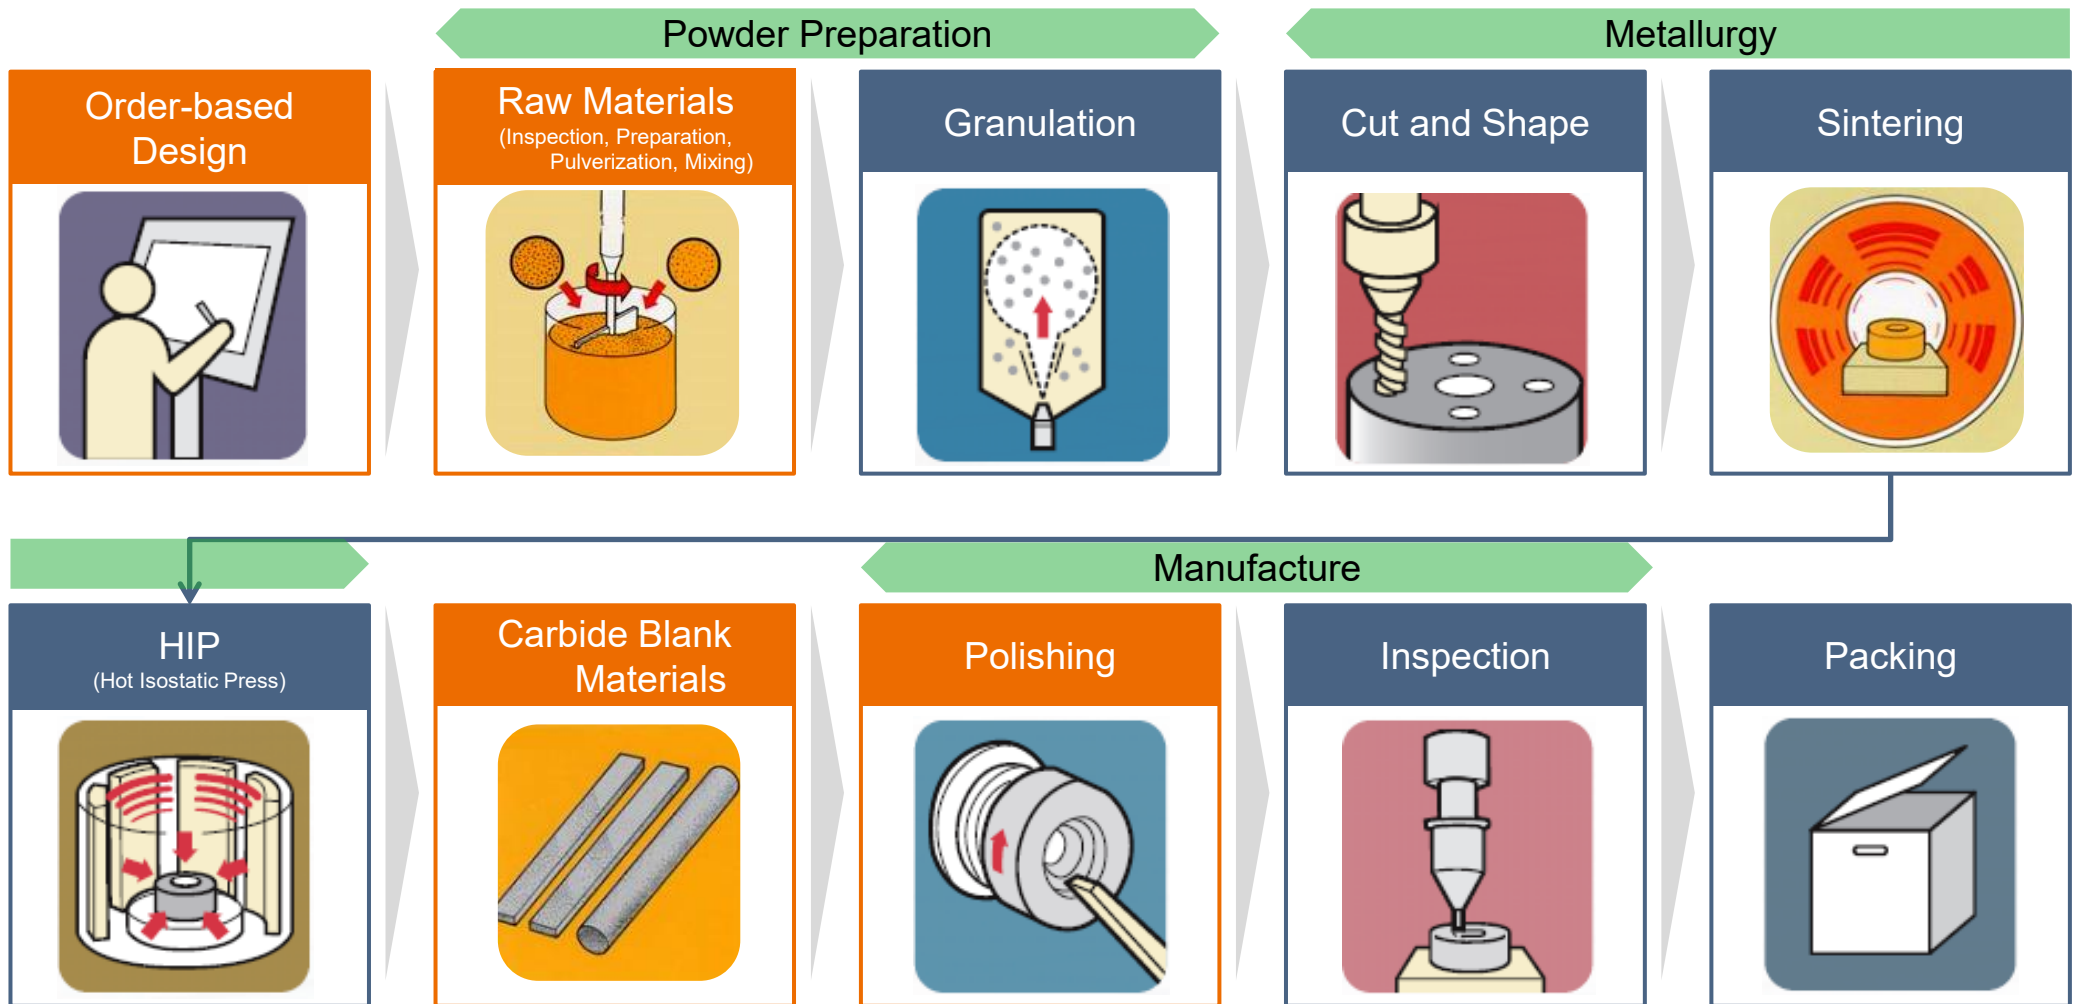 Powder Preparation
Metallurgy
Order-based
Design
Raw Materials
(Inspection, Preparation,
Pulverization, Mixing)
Granulation
Cut and Shape
Sintering
Manufacture
HIP
(Hot Isostatic Press)
Carbide Blank
Materials
Polishing
Inspection
Packing